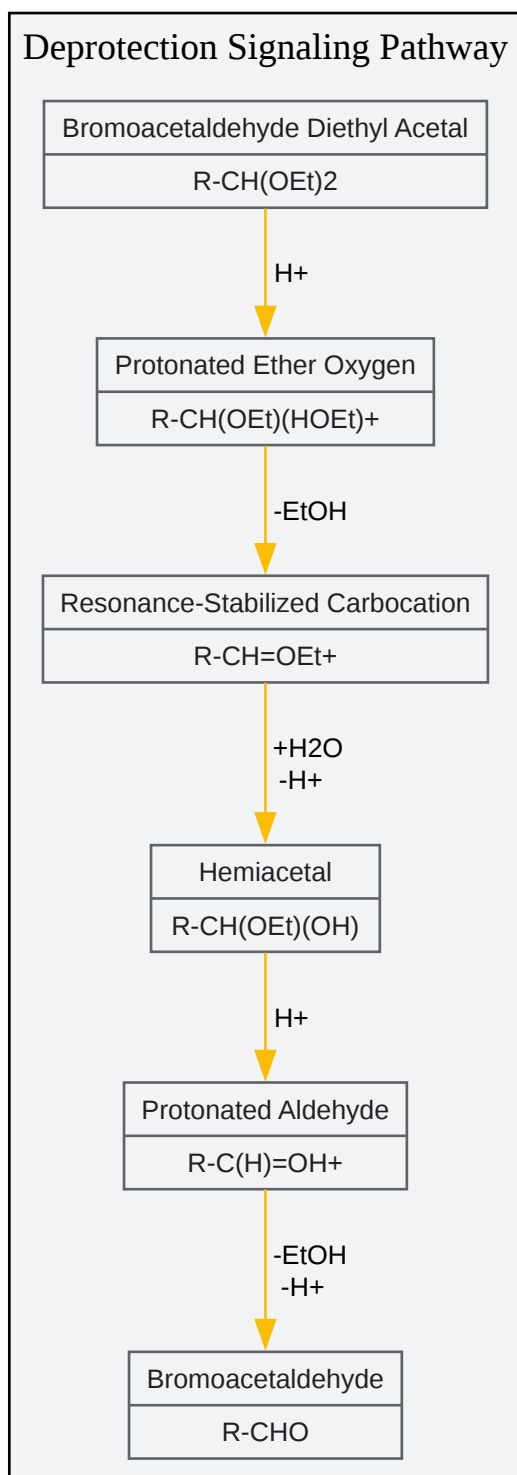 Deprotection Signaling Pathway
Bromoacetaldehyde Diethyl Acetal
R-CH(OEt)2
H+
Protonated Ether Oxygen
R-CH(OEt)(HOEt)+
-EtOH
Resonance-Stabilized Carbocation
R-CH=OEt+
+H2O
-H+
Hemiacetal
R-CH(OEt)(OH)
H+
Protonated Aldehyde
R-C(H)=OH+
-EtOH
-H+
Bromoacetaldehyde
R-CHO